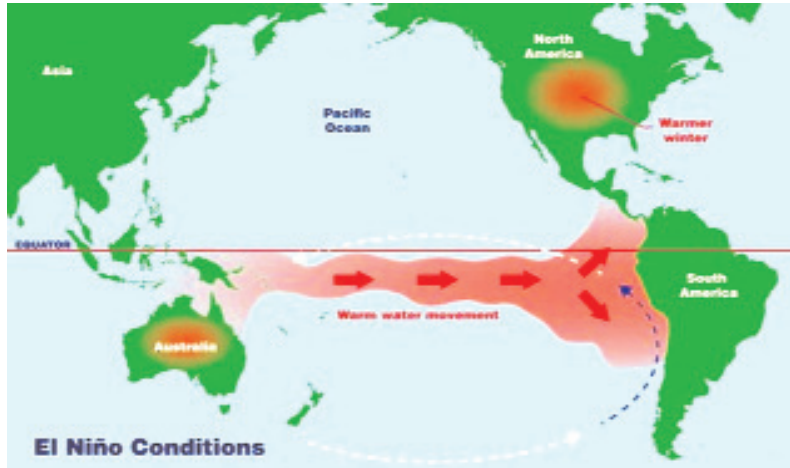 North
America
Asia
Pacific
Ocean
Warmer
winter
EQUATOR
South
America
Warm water movement
Australia
El Niño Conditions